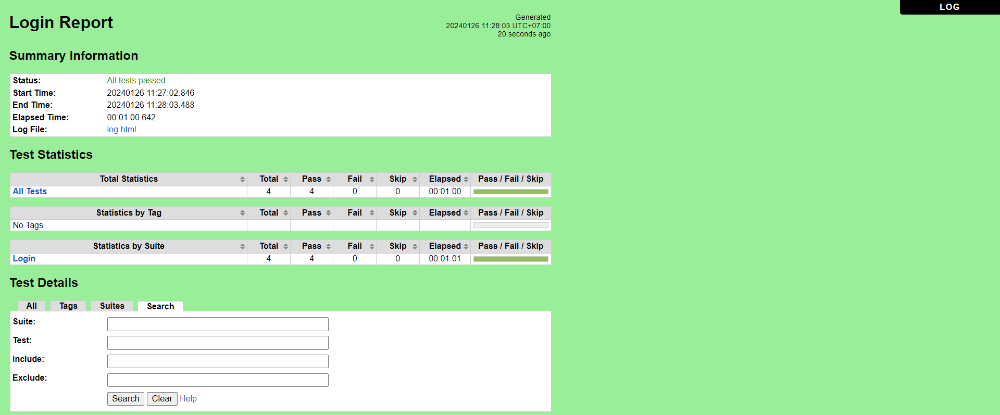 LOG
Login Report
Generated
20240126 11:28:03 UTC+07:00
20 seconds ago
Summary Information
Status: All tests passed
Start Time: 20240126 11:27:02.846
End Time: 20240126 11:28:03.488
Elapsed Time: 00:01:00.642
Log File: log.html
Test Statistics
Total Statistics Total Pass Fail Skip Elapsed Pass / Fail / Skip
All Tests 4 4 0 0 00:01:00
Statistics by Tag Total Pass Fail Skip Elapsed Pass / Fail / Skip
No Tags
Statistics by Suite Total Pass Fail Skip Elapsed Pass / Fail / Skip
Login 4 4 0 0 00:01:01
Test Details
All Tags Suites Search
Suite:
Test:
Include:
Exclude:
Search Clear Help